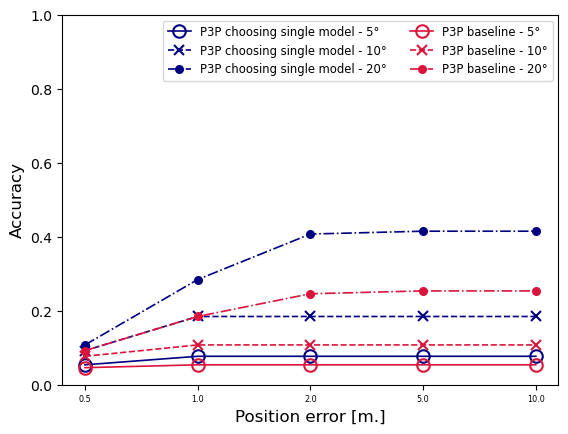 1.0
0.8
0.6
0.4
0.2
0.0
Accuracy
P3P choosing single model - 5°
P3P choosing single model - 10°
P3P choosing single model - 20°
P3P baseline - 5°
P3P baseline - 10°
P3P baseline - 20°
0.5 1.0 2.0 5.0 10.0
Position error [m.]